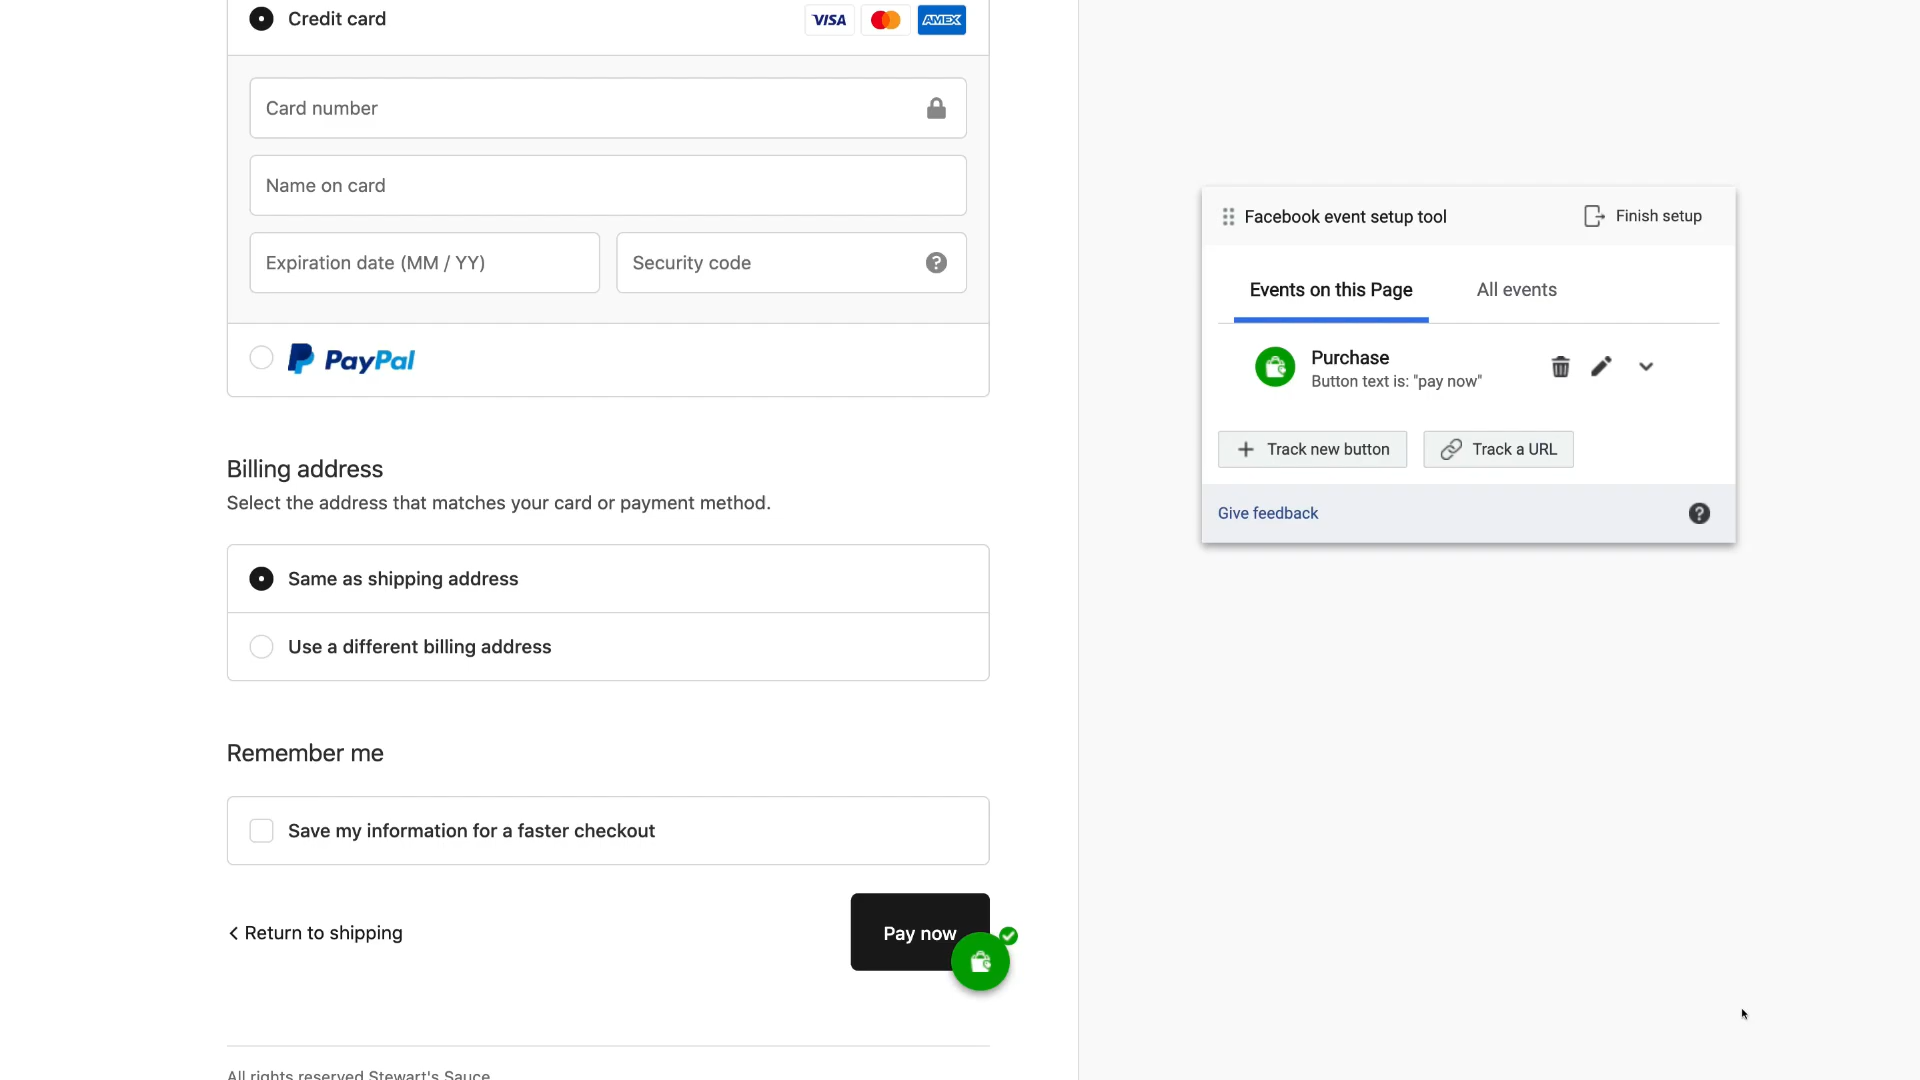 Credit card
VISA
AMEX
Card number
Name on card
Expiration date (MM / YY)
Security code
PayPal
Billing address
Select the address that matches your card or payment method.
Same as shipping address
Use a different billing address
Remember me
Save my information for a faster checkout
Return to shipping
Pay now
All rights reserved Stewart's Sauce
Facebook event setup tool
Finish setup
Events on this Page
All events
Purchase
Button text is: "pay now"
Track new button
Track a URL
Give feedback